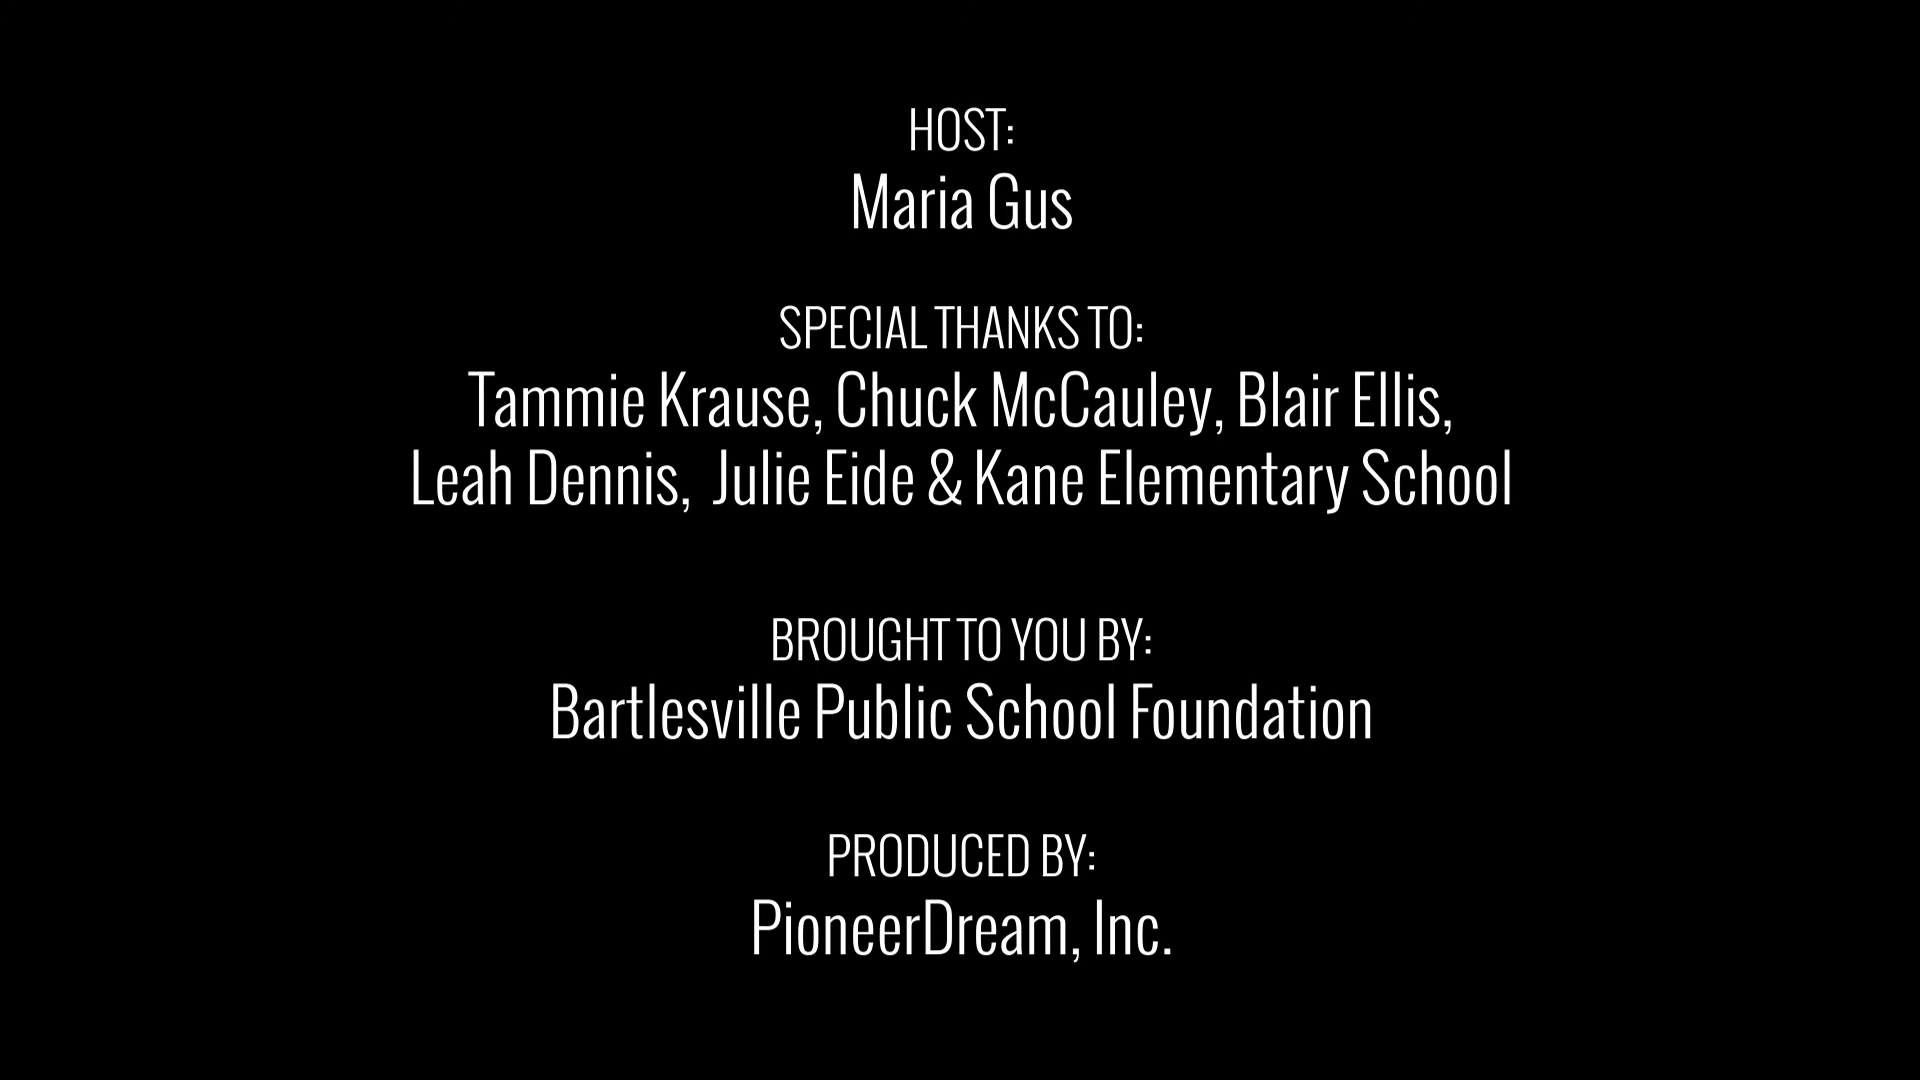 HOST:
Maria Gus
SPECIAL THANKS TO:
Tammie Krause, Chuck McCauley, Blair Ellis,
Leah Dennis, Julie Eide & Kane Elementary School
BROUGHT TO YOU BY:
Bartlesville Public School Foundation
PRODUCED BY:
PioneerDream, Inc.